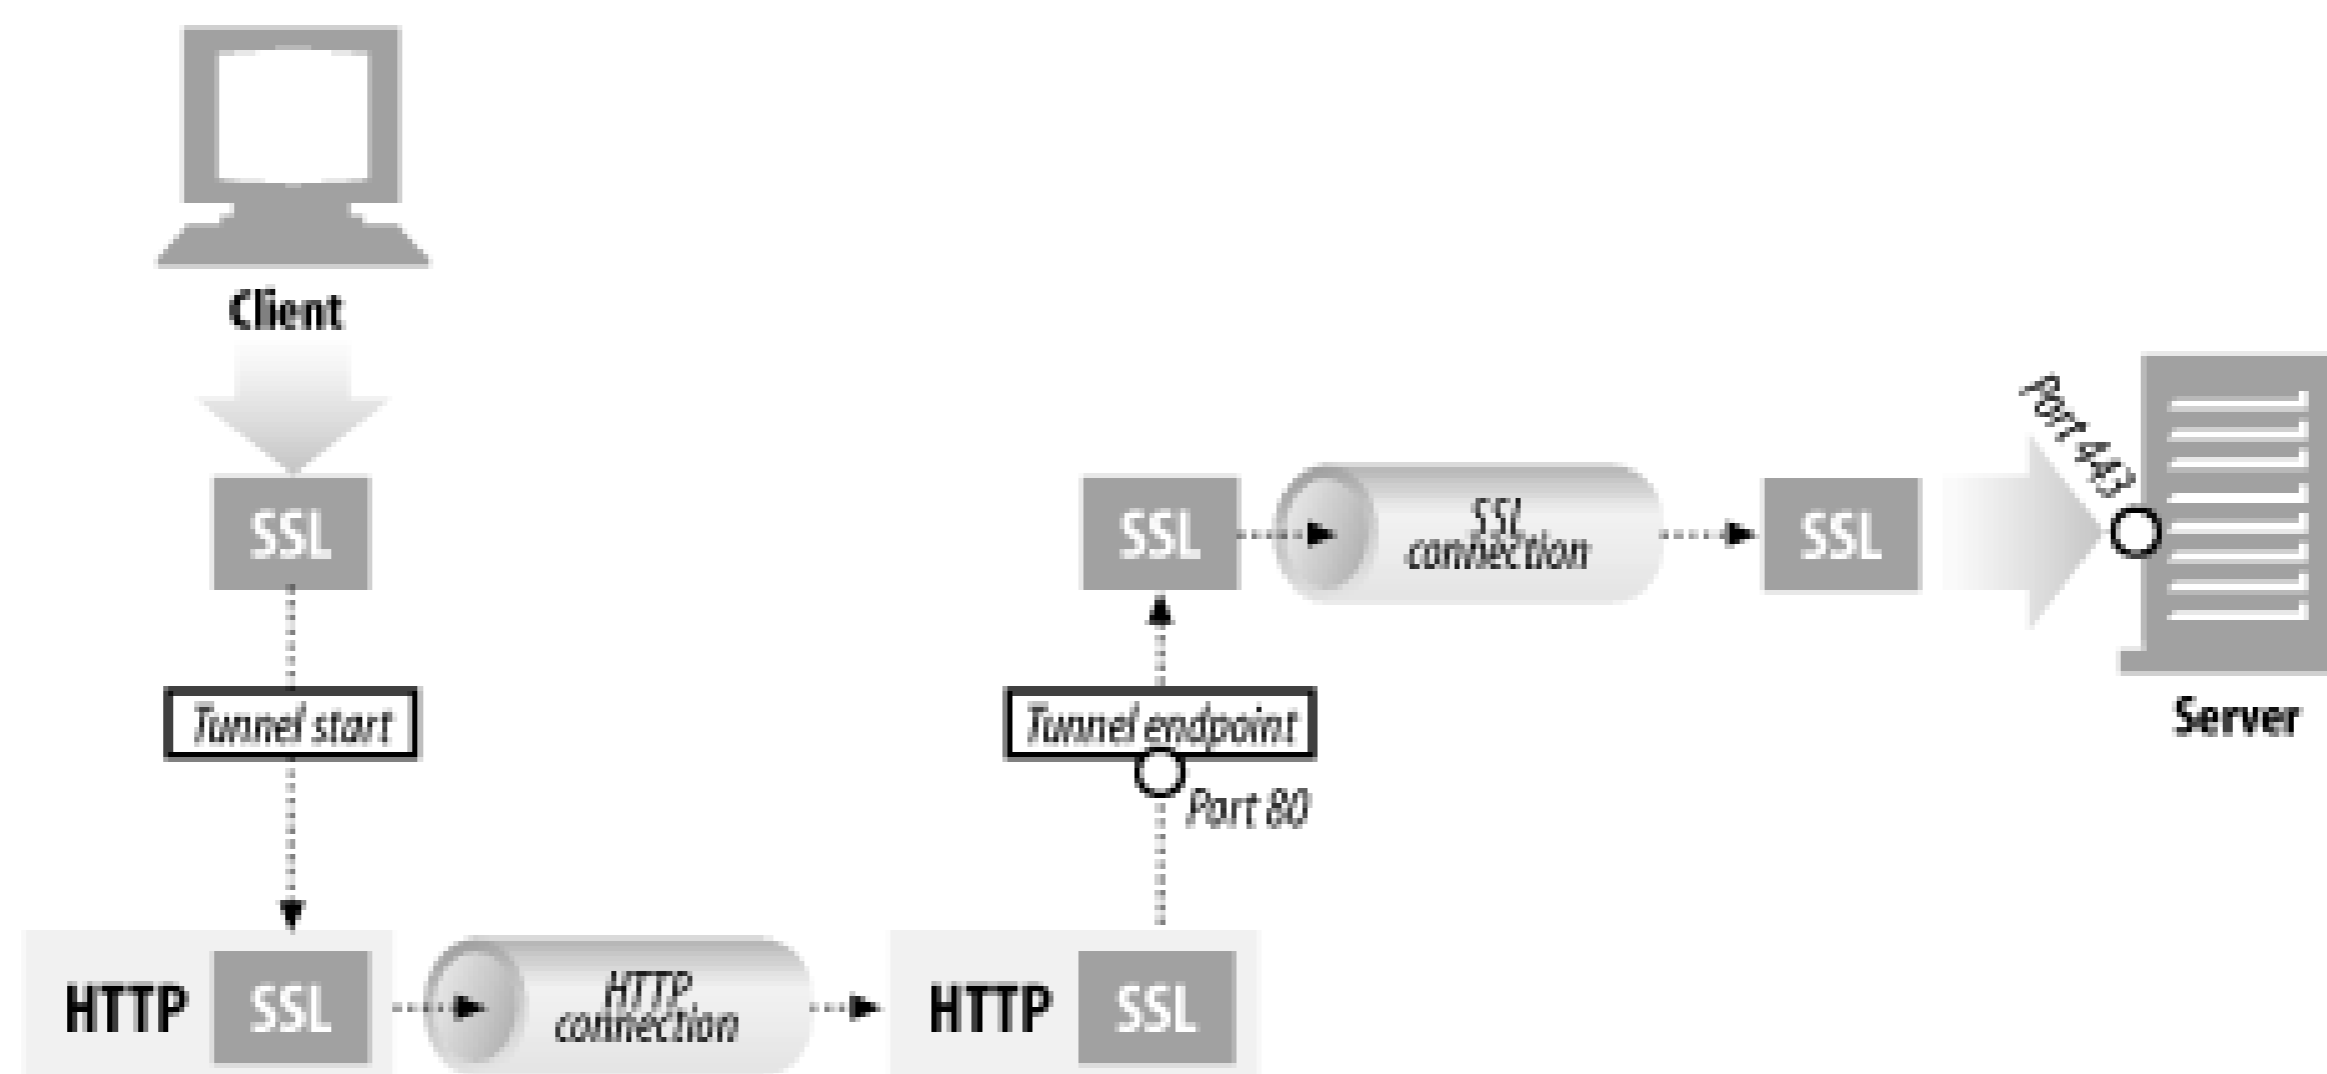 Client
SSL
Tunnel start
HTTP SSL
HTTP
connection
HTTP SSL
Port 80
Tunnel endpoint
SSL
SSL
connection
SSL
Port 443
Server